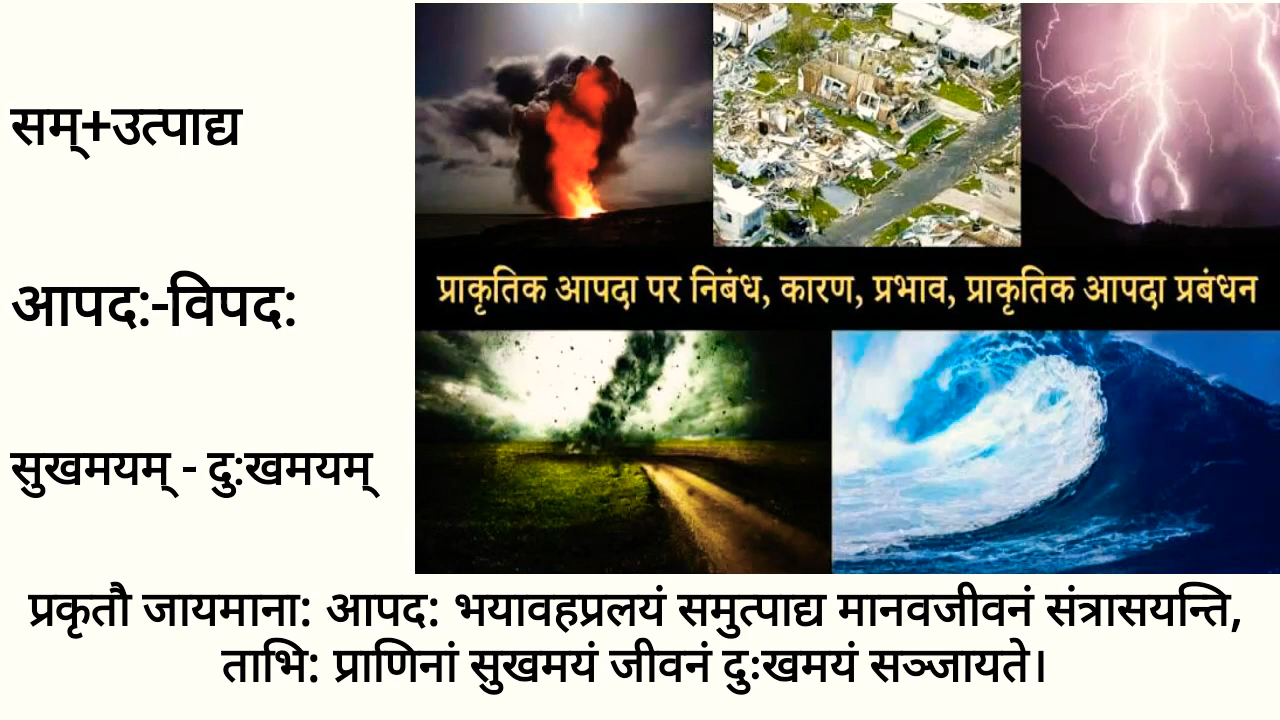 सम्+उत्पाद्य
प्राकृतिक आपदा पर निबंध, कारण, प्रभाव, प्राकृतिक आपदा प्रबंधन
आपद:-विपद:
सुखमयम् - दु:खमयम्
प्रकृतौ जायमाना: आपद: भयावहप्रलयं समुत्पाद्य मानवजीवनं संत्रासयन्ति,
ताभि: प्राणिनां सुखमयं जीवनं दुःखमयं सञ्जायते।